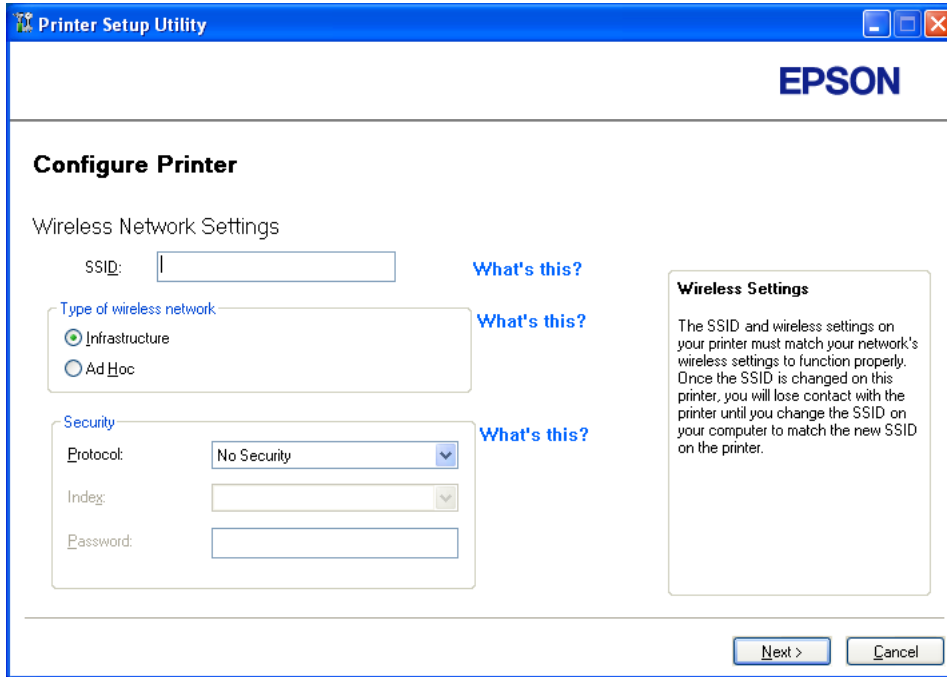 Printer Setup Utility
EPSON
Configure Printer
Wireless Network Settings
SSID:
What's this?
Type of wireless network
What's this?
Infrastructure
Ad Hoc
Security
What's this?
Protocol:
No Security
Index:
Password:
Wireless Settings
The SSID and wireless settings on
your printer must match your network's
wireless settings to function properly.
Once the SSID is changed on this
printer, you will lose contact with the
printer until you change the SSID on
your computer to match the new SSID
on the printer.
Next >
Cancel